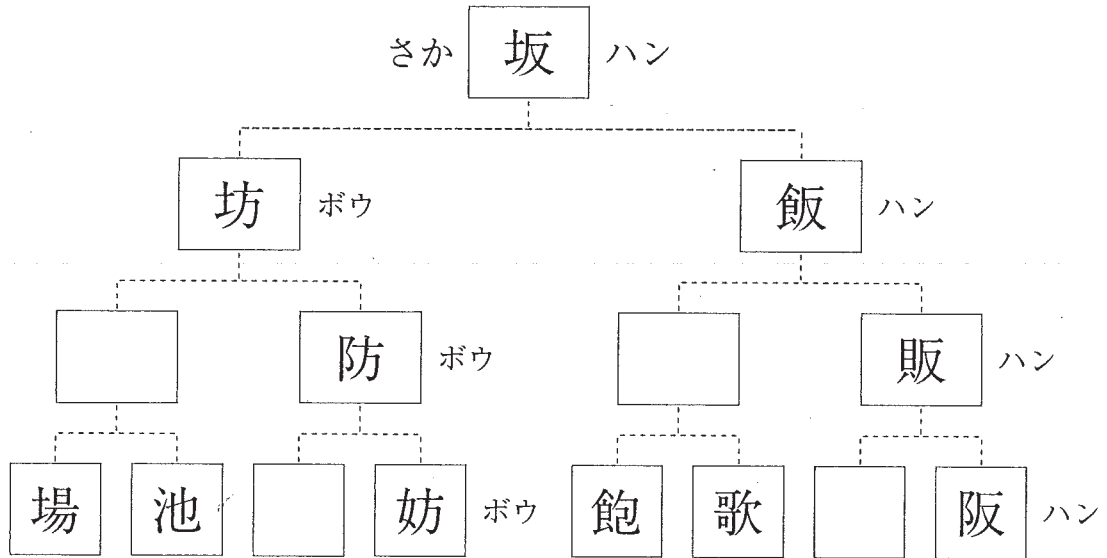 さか 坂 ハン
坊 ボウ 飯 ハン
防 ボウ 販 ハン
場 池 妨 ボウ 飽 歌 阪 ハン